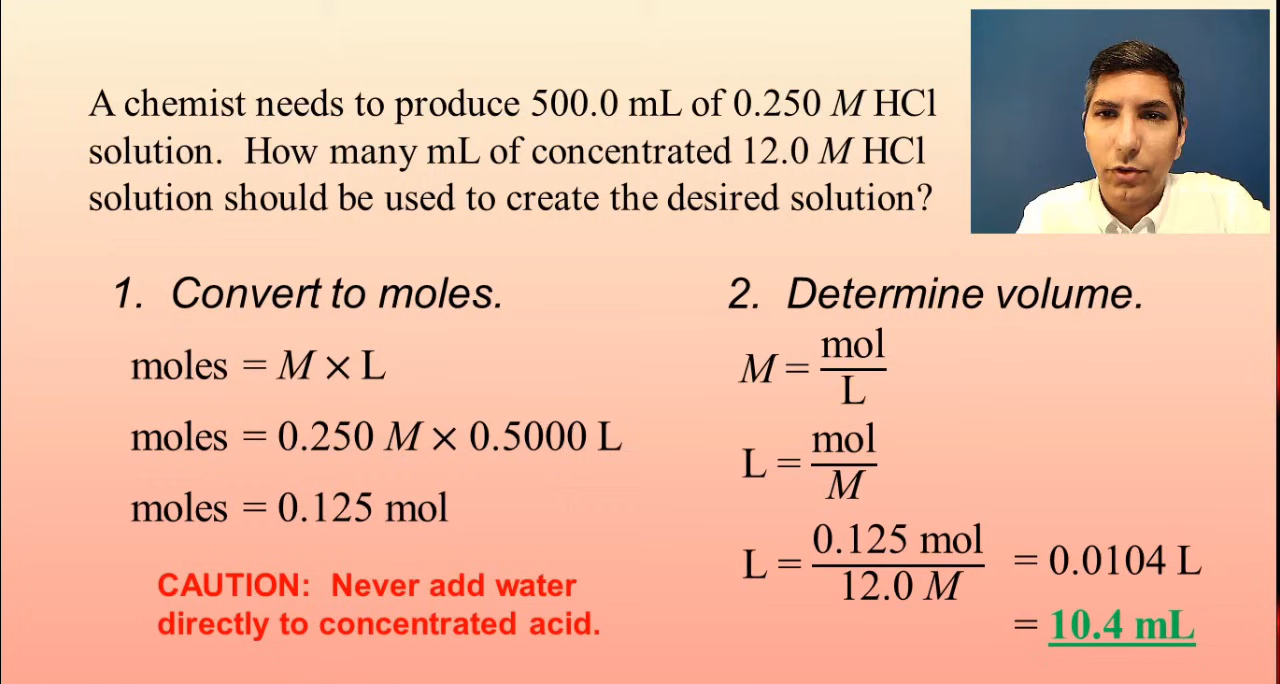 A chemist needs to produce 500.0 mL of 0.250 M HCl
solution.  How many mL of concentrated 12.0 M HCl
solution should be used to create the desired solution?
1.  Convert to moles.
moles = M × L
moles = 0.250 M × 0.5000 L
moles = 0.125 mol
CAUTION:  Never add water
directly to concentrated acid.
2.  Determine volume.
M = mol/L
L = mol/M
L = 0.125 mol/12.0 M = 0.0104 L
= 10.4 mL